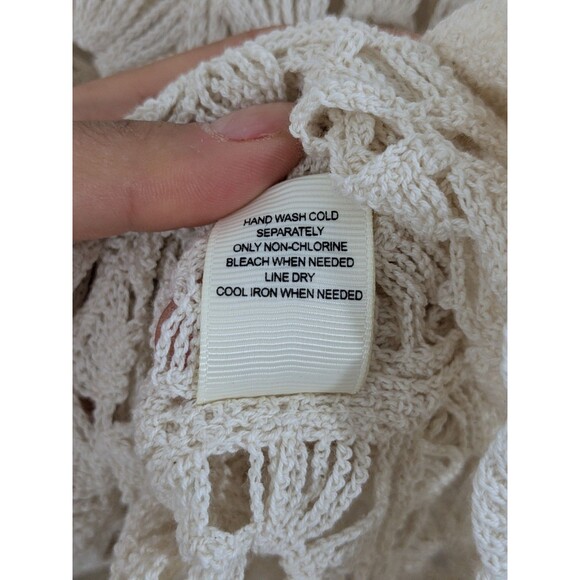 HAND WASH COLD
SEPARATELY
ONLY NON-CHLORINE
BLEACH WHEN NEEDED
LINE DRY
COOL IRON WHEN NEEDED